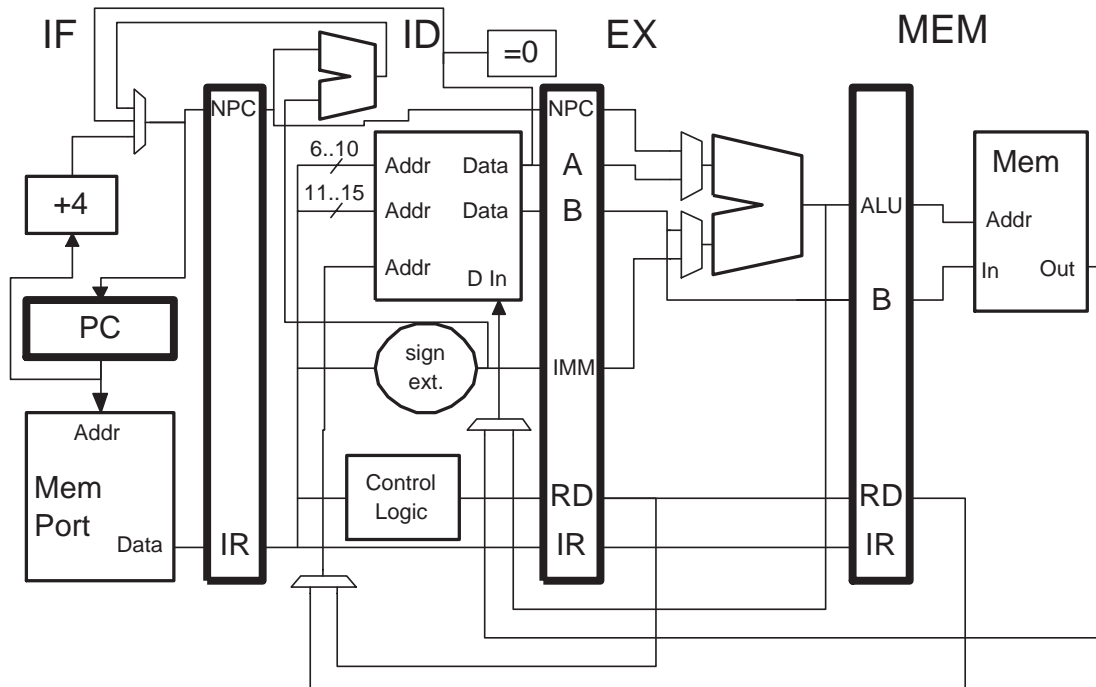 IF
ID
EX
MEM
=0
NPC
NPC
6..10
Addr
Data
A
Mem
11..15
+4
Addr
Data
B
ALU
Addr
Addr
D In
In
Out
B
PC
sign
ext.
IMM
Addr
Mem
Port
Data
Control
Logic
RD
RD
IR
IR
IR